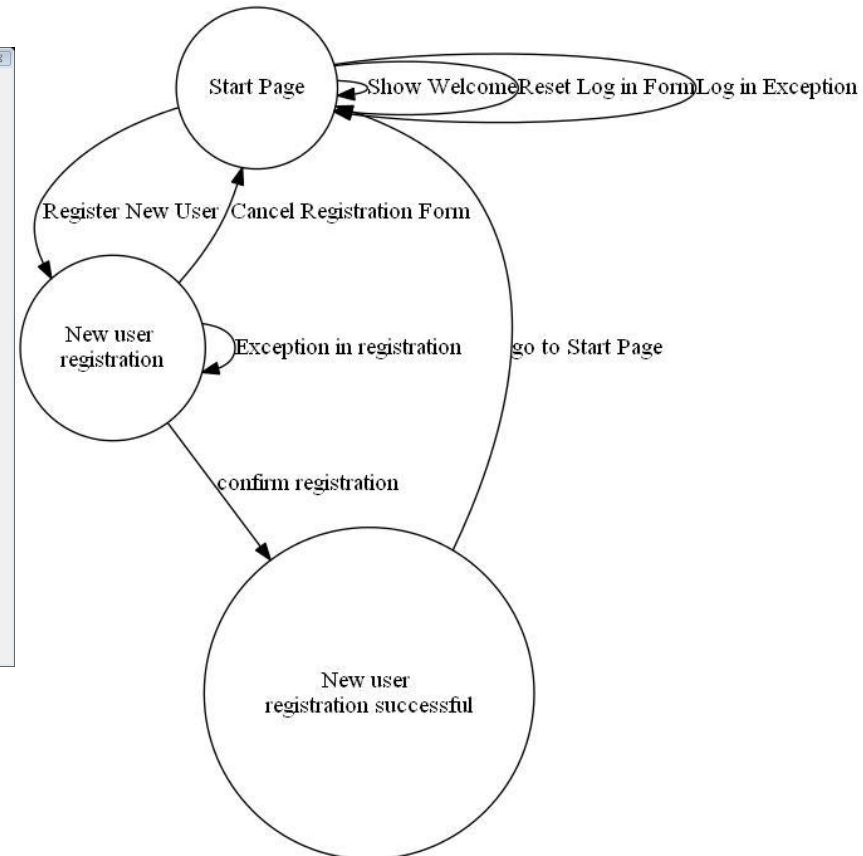 Start Page
Show Welcome
Reset Log in Form
Log in Exception
Register New User
Cancel Registration Form
New user
registration
Exception in registration
go to Start Page
confirm registration
New user
registration successful